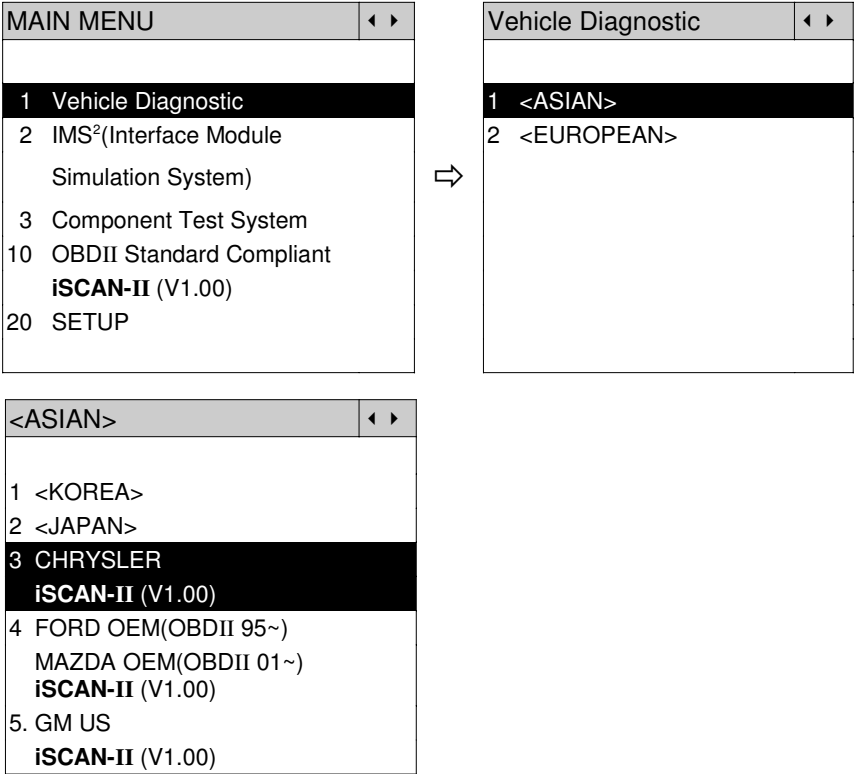 MAIN MENU
1 Vehicle Diagnostic
2 IMS²(Interface Module
Simulation System)
3 Component Test System
10 OBDII Standard Compliant
iSCAN-II (V1.00)
20 SETUP
⇨
Vehicle Diagnostic
1 <ASIAN>
2 <EUROPEAN>
<ASIAN>
1 <KOREA>
2 <JAPAN>
3 CHRYSLER
iSCAN-II (V1.00)
4 FORD OEM(OBDII 95~)
MAZDA OEM(OBDII 01~)
iSCAN-II (V1.00)
5. GM US
iSCAN-II (V1.00)